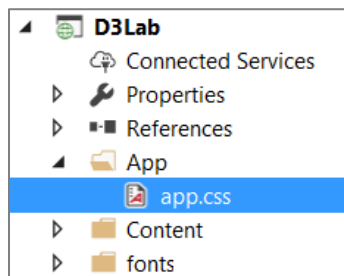 D3Lab
Connected Services
Properties
References
App
app.css
Content
fonts